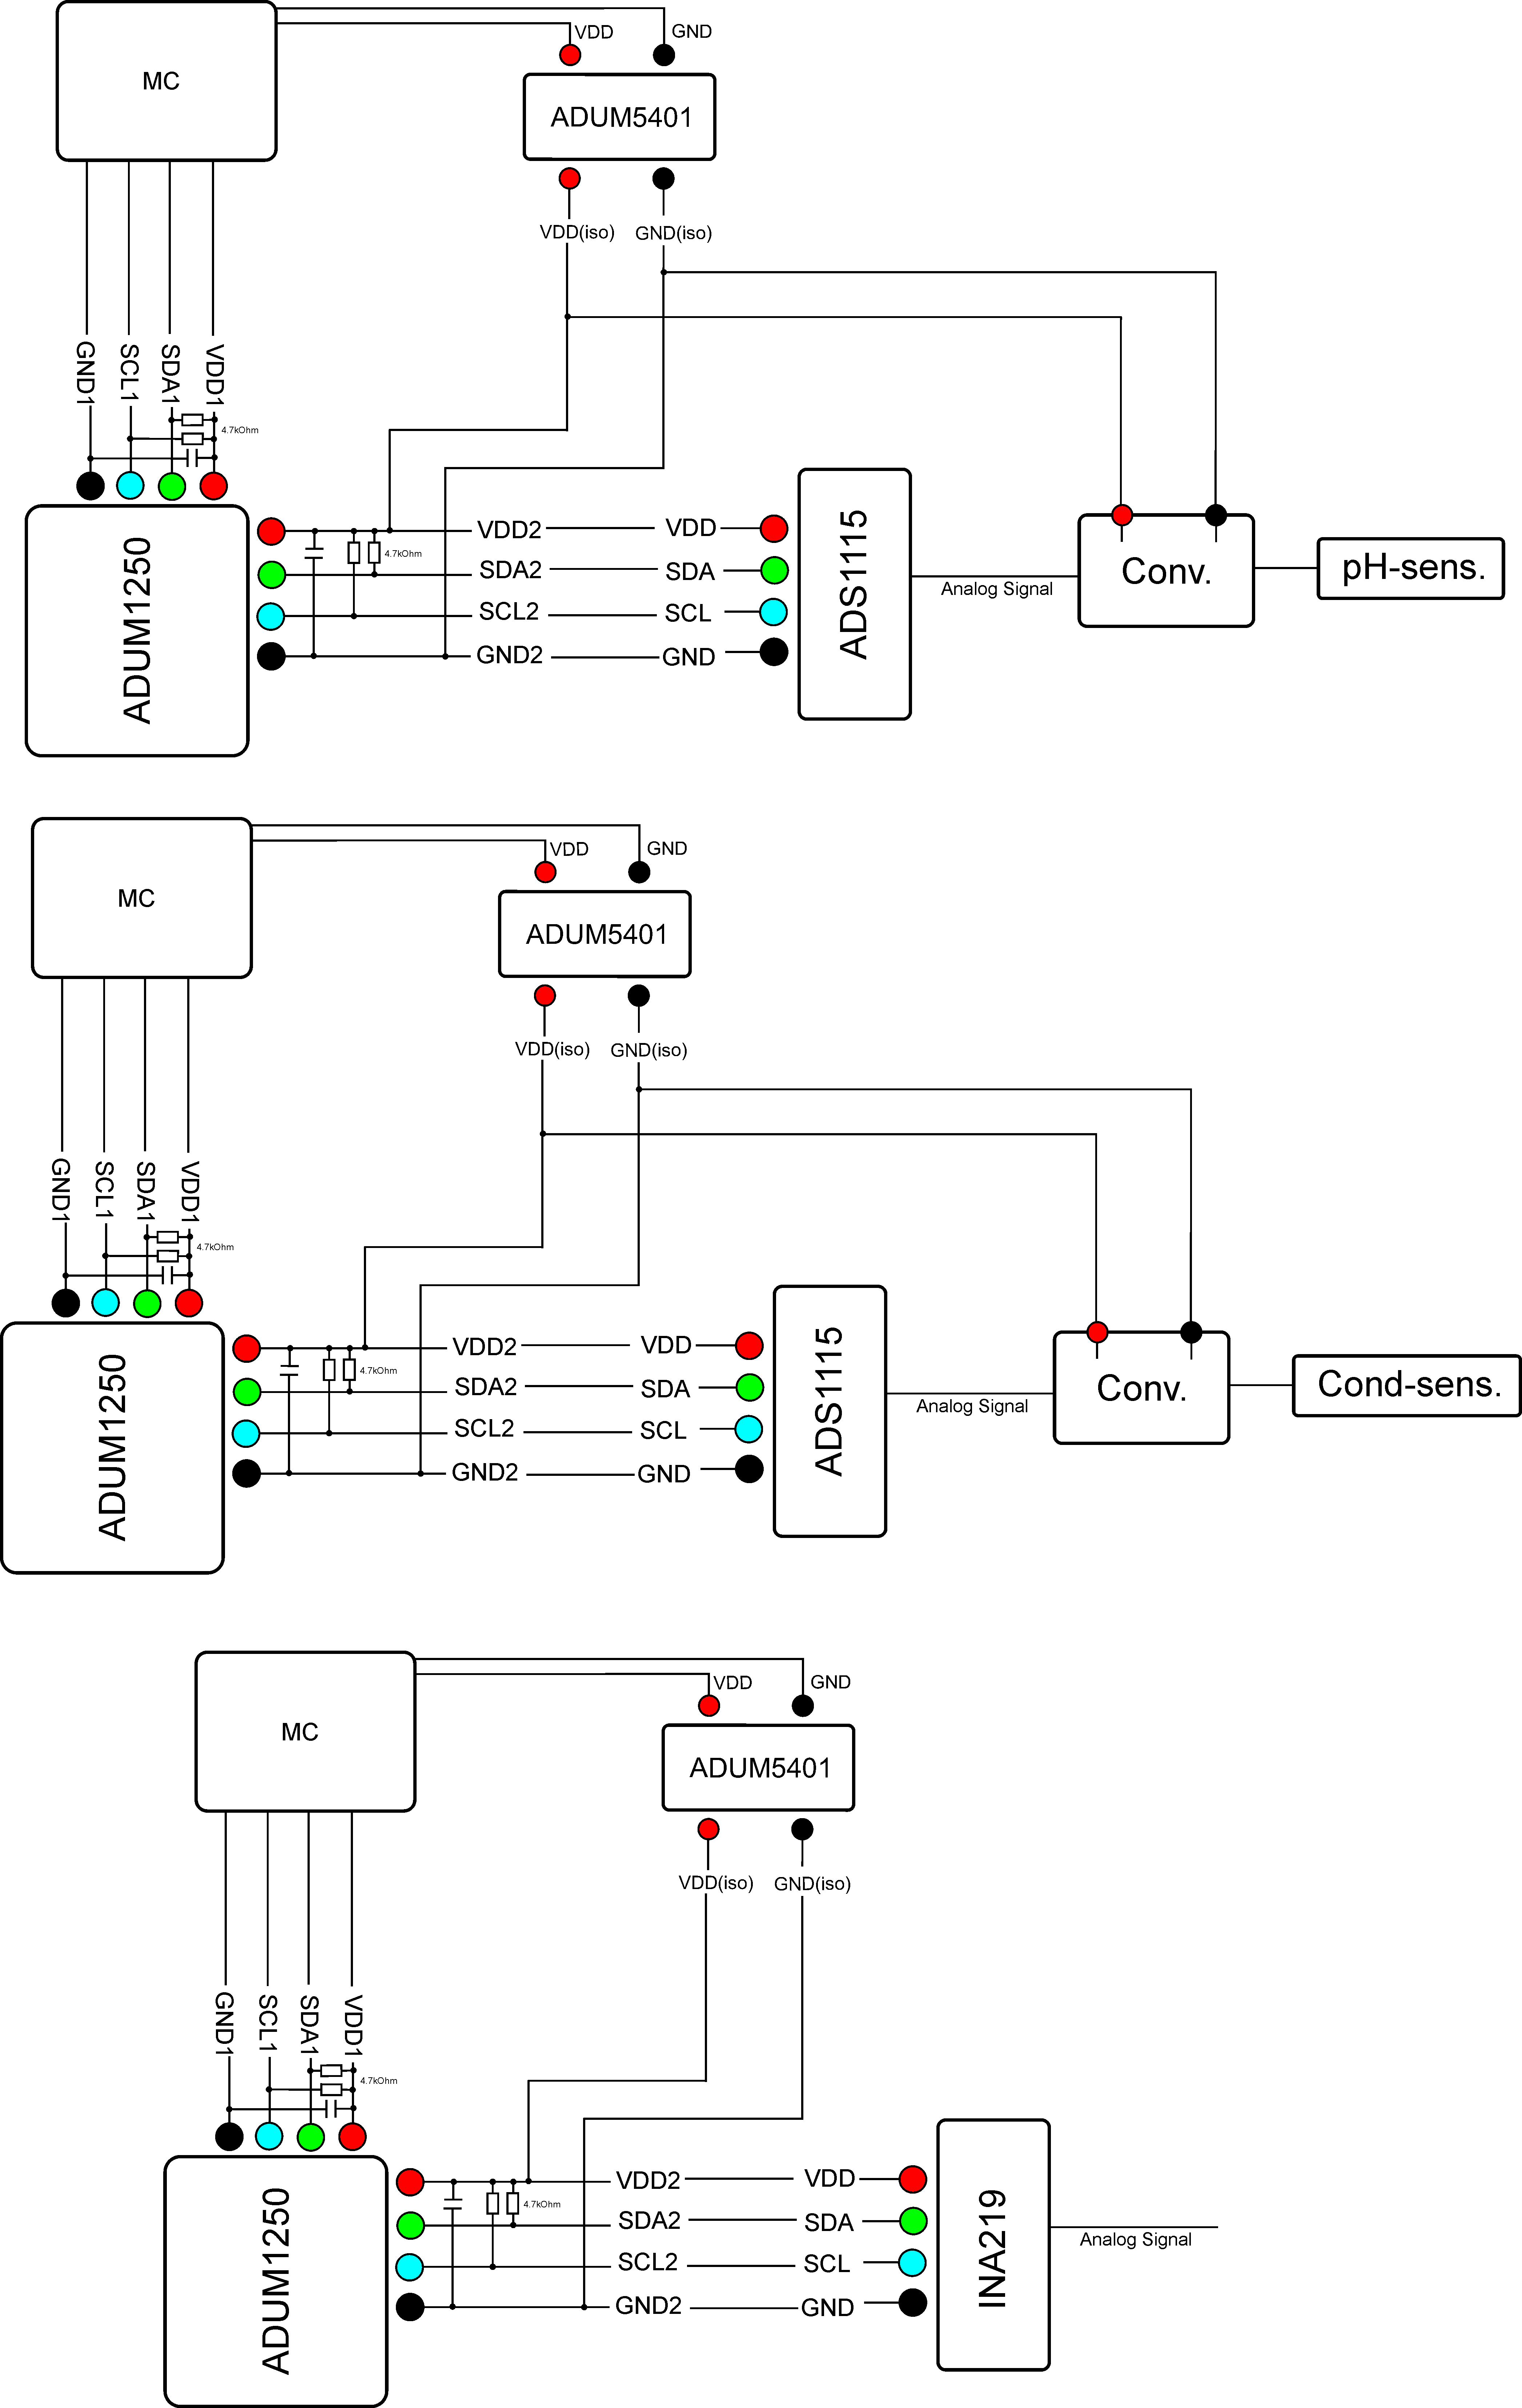 VDD
GND
MC
ADUM5401
VDD(iso)
GND(iso)
GND1
SCL1
SDA1
VDD1
4.7kOhm
VDD2
VDD
4.7kOhm
SDA2
SDA
SCL2
SCL
GND2
GND
ADUM1250
ADS1115
Analog Signal
Conv.
pH-sens.
VDD
GND
MC
ADUM5401
VDD(iso)
GND(iso)
GND1
SCL1
SDA1
VDD1
4.7kOhm
VDD2
VDD
4.7kOhm
SDA2
SDA
SCL2
SCL
GND2
GND
ADUM1250
ADS1115
Analog Signal
Conv.
Cond-sens.
VDD
GND
MC
ADUM5401
VDD(iso)
GND(iso)
GND1
SCL1
SDA1
VDD1
4.7kOhm
VDD2
VDD
4.7kOhm
SDA2
SDA
SCL2
SCL
GND2
GND
ADUM1250
INA219
Analog Signal